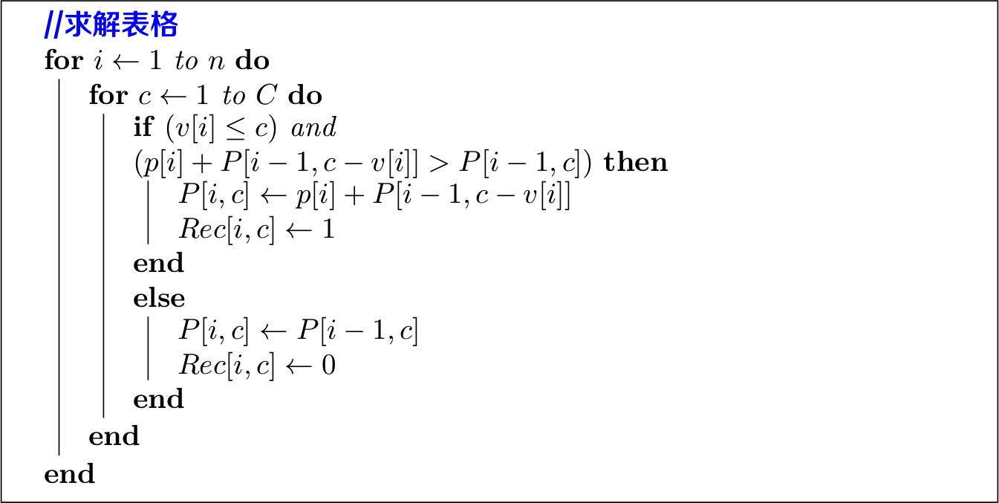 //求解表格
for i ← 1 to n do
for c ← 1 to C do
if (v[i] ≤ c) and
(p[i] + P[i − 1, c − v[i]] > P[i − 1, c]) then
P[i, c] ← p[i] + P[i − 1, c − v[i]]
Rec[i, c] ← 1
end
else
P[i, c] ← P[i − 1, c]
Rec[i, c] ← 0
end
end
end